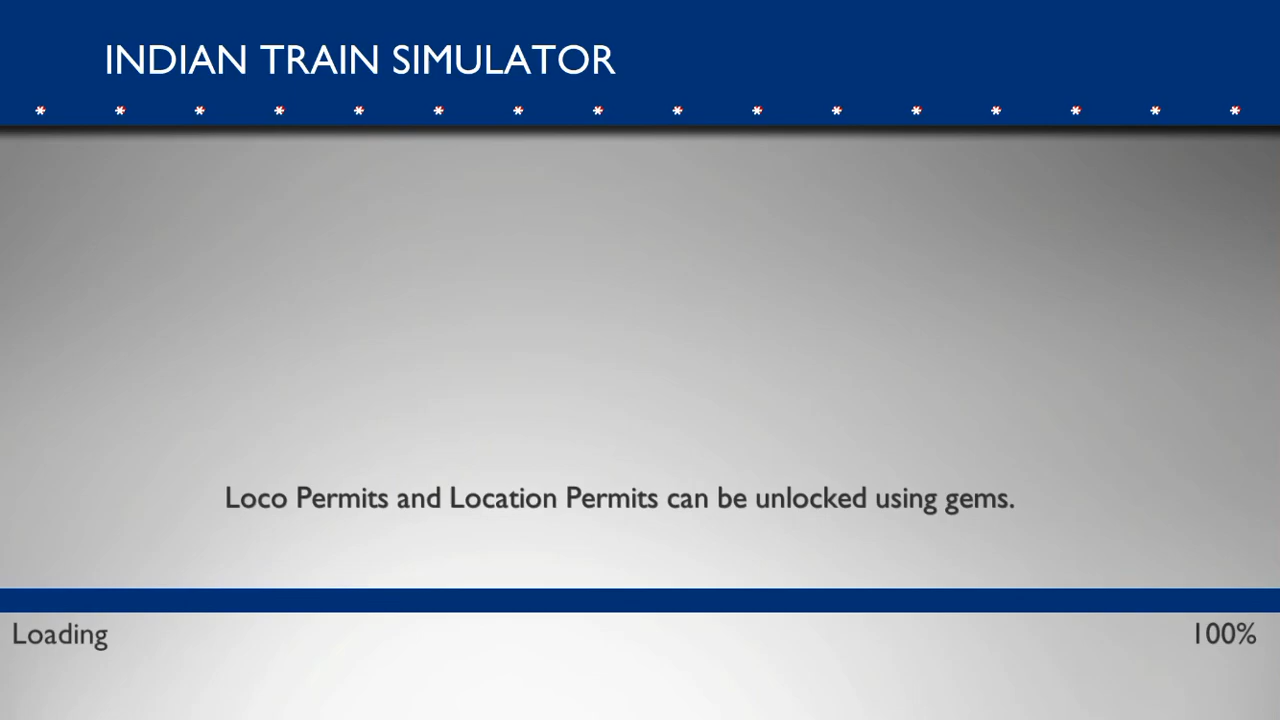 INDIAN TRAIN SIMULATOR
* * * * * * * * * * * * * * * *
Loco Permits and Location Permits can be unlocked using gems.
Loading 100%